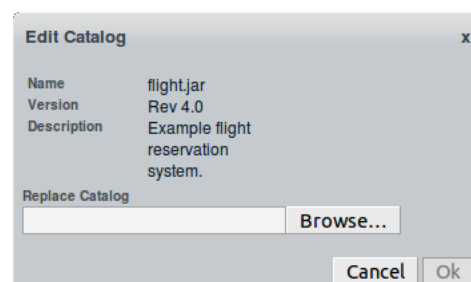 Edit Catalog x
Name flight.jar
Version Rev 4.0
Description Example flight
reservation
system.
Replace Catalog
Browse...
Cancel Ok